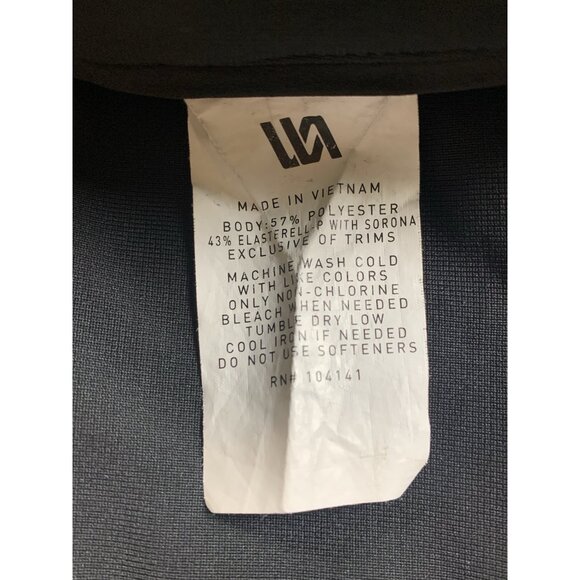 MADE IN VIETNAM
BODY:57% POLYESTER
43% ELASTERELL-P WITH SORONA
EXCLUSIVE OF TRIMS
MACHINE WASH COLD
WITH LIKE COLORS
ONLY NON-CHLORINE
BLEACH WHEN NEEDED
TUMBLE DRY LOW
COOL IRON IF NEEDED
DO NOT USE SOFTENERS
RN# 104141